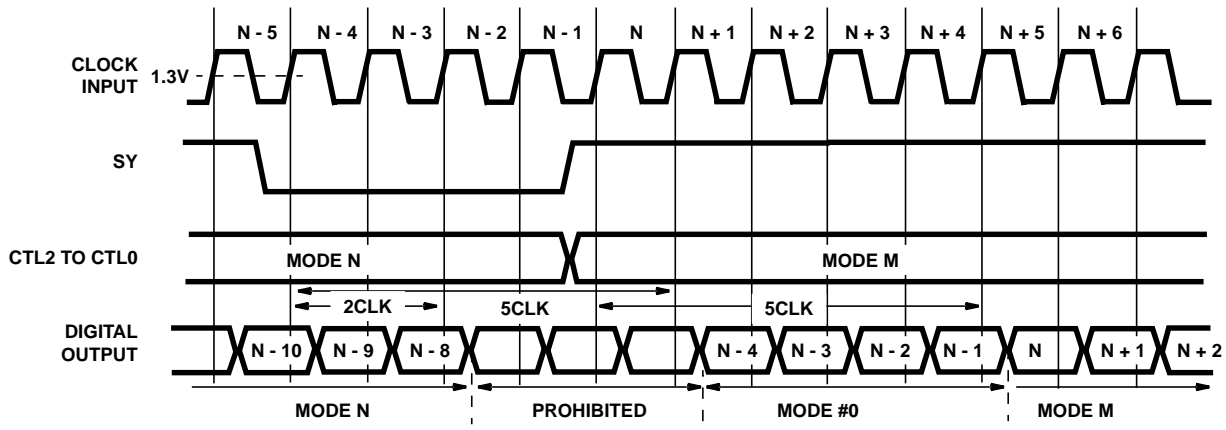 N - 5 N - 4 N - 3 N - 2 N - 1 N N + 1 N + 2 N + 3 N + 4 N + 5 N + 6
CLOCK
INPUT
1.3V
SY
CTL2 TO CTL0
MODE N MODE M
2CLK 5CLK 5CLK
DIGITAL
OUTPUT
N - 10 N - 9 N - 8 N - 4 N - 3 N - 2 N - 1 N N + 1 N + 2
MODE N PROHIBITED MODE #0 MODE M